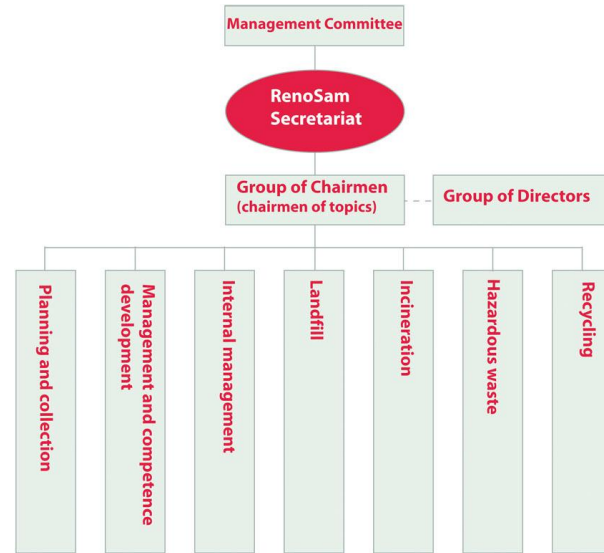 Management Committee
RenoSam
Secretariat
Group of Chairmen
(chairmen of topics)
Group of Directors
Planning and collection
Management and competence
development
Internal management
Landfill
Incineration
Hazardous waste
Recycling